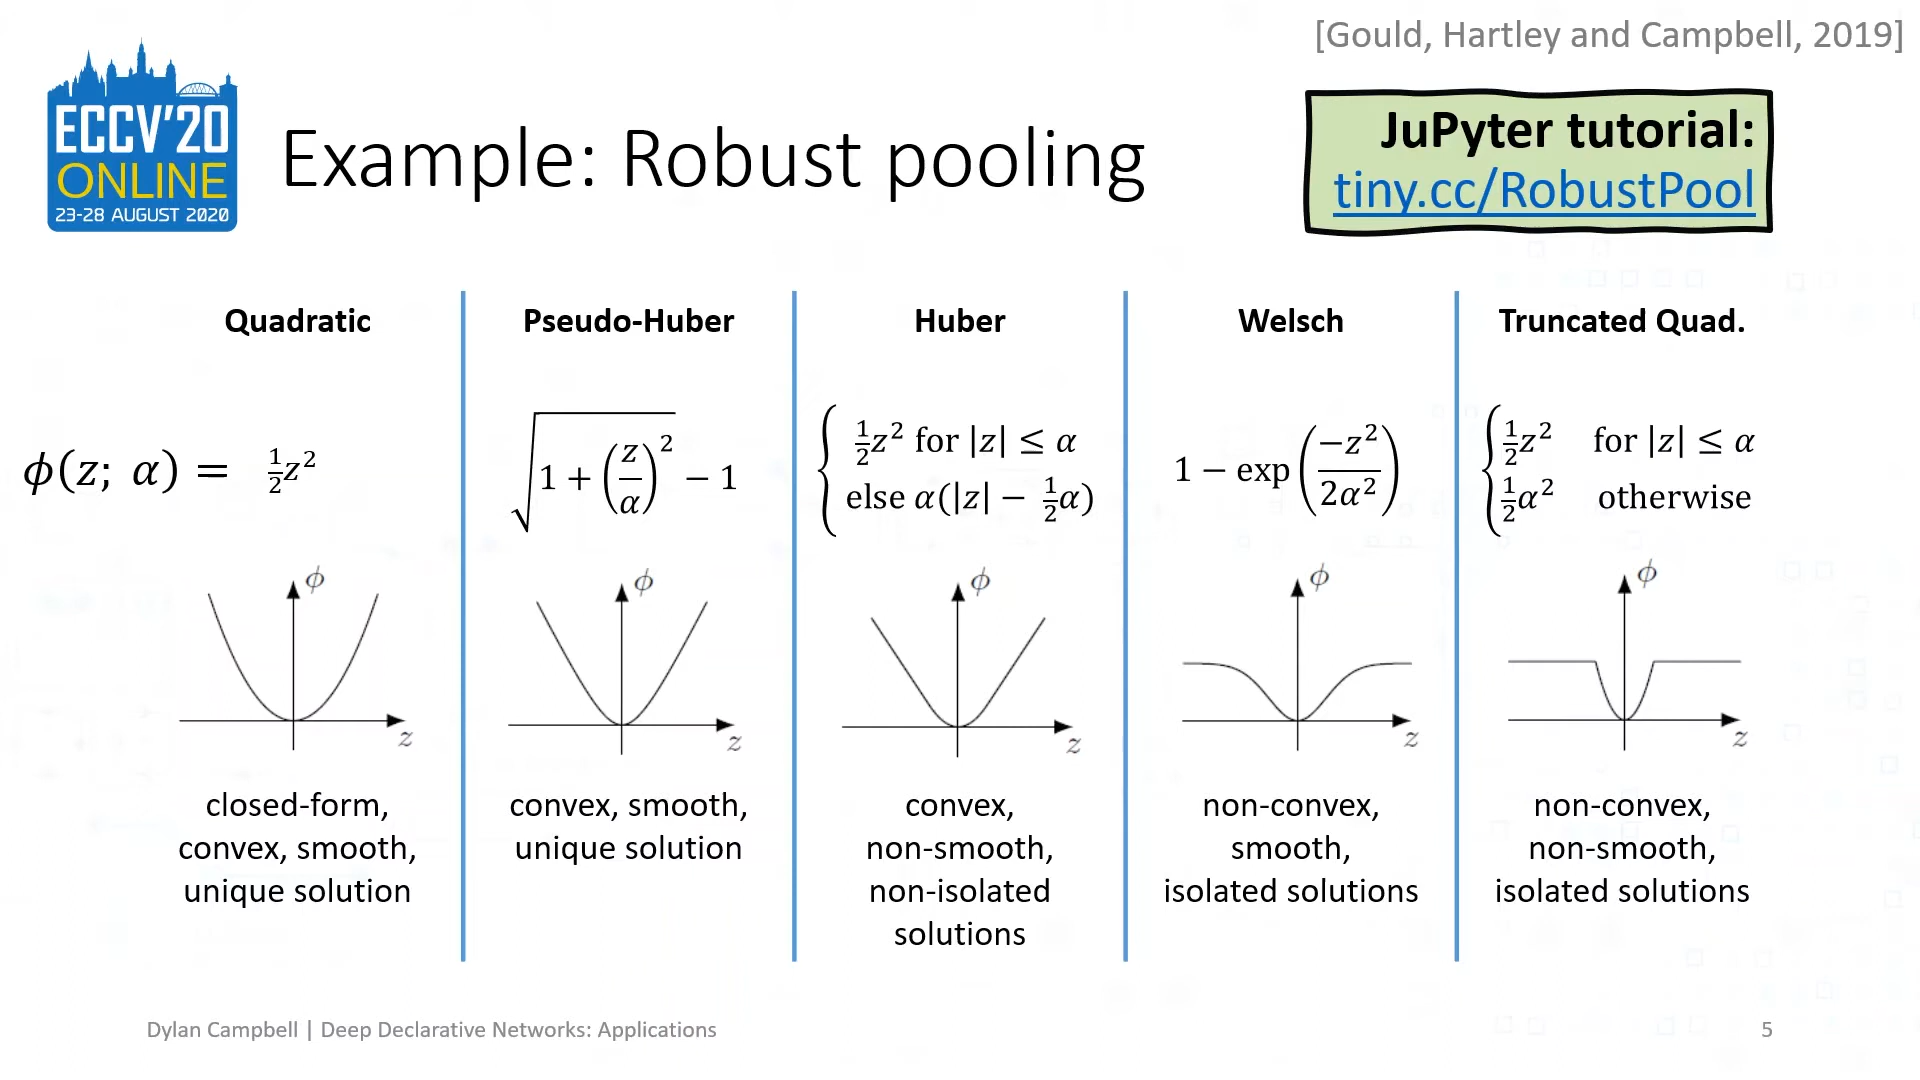 [Gould, Hartley and Campbell, 2019]
ECCV'20
ONLINE
23-28 AUGUST 2020
Example: Robust pooling
JuPyter tutorial:
tiny.cc/RobustPool
Quadratic
ϕ(z; α) = ½z²
ϕ
z
closed-form,
convex, smooth,
unique solution
Pseudo-Huber
√(1 + (z/α)²) − 1
ϕ
z
convex, smooth,
unique solution
Huber
{ ½z² for |z| ≤ α
else α(|z| − ½α)
ϕ
z
convex,
non-smooth,
non-isolated
solutions
Welsch
1 − exp(−z²/2α²)
ϕ
z
non-convex,
smooth,
isolated solutions
Truncated Quad.
{ ½z² for |z| ≤ α
½α² otherwise
ϕ
z
non-convex,
non-smooth,
isolated solutions
Dylan Campbell | Deep Declarative Networks: Applications
5